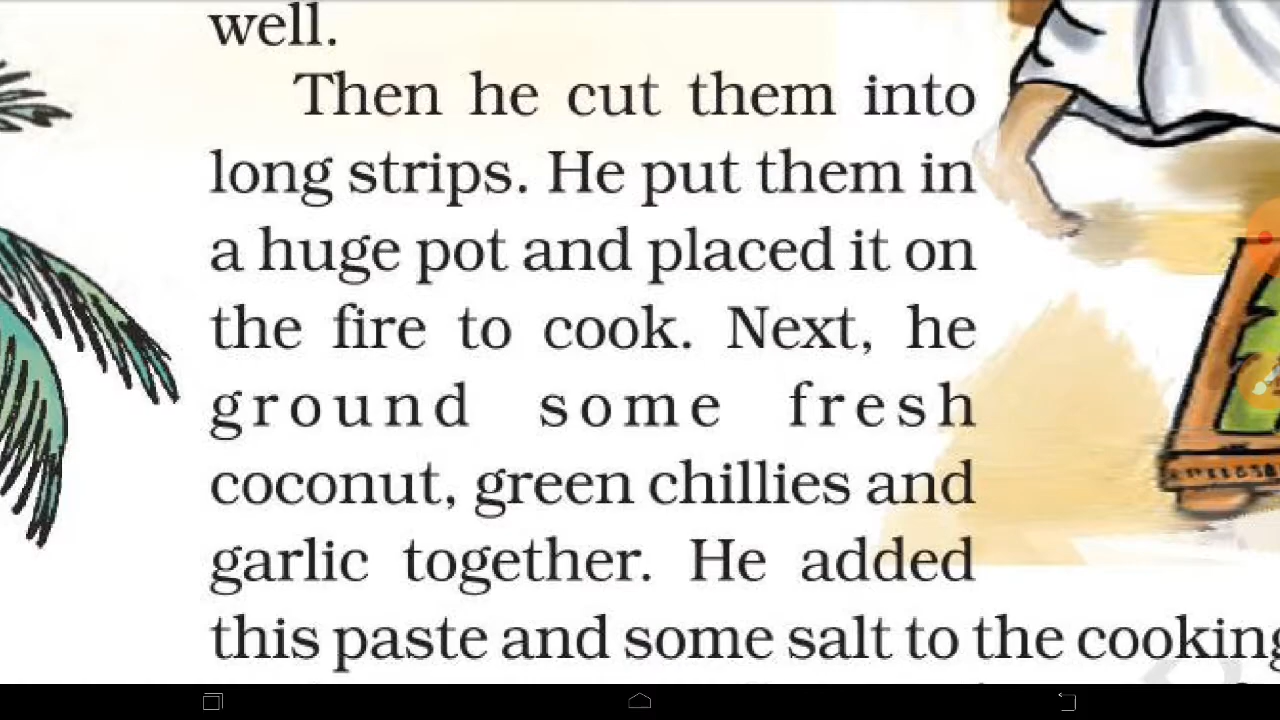 well.
Then he cut them into
long strips. He put them in
a huge pot and placed it on
the fire to cook. Next, he
ground some fresh
coconut, green chillies and
garlic together. He added
this paste and some salt to the cooking